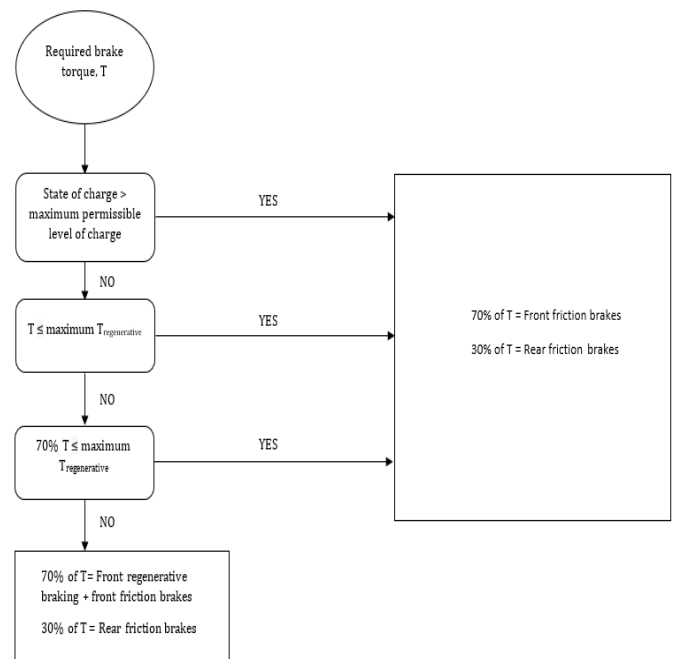 Required brake
torque, T
State of charge >
maximum permissible
level of charge
YES
NO
T ≤ maximum Tregenerative
YES
NO
70% T ≤ maximum
Tregenerative
YES
NO
70% of T = Front friction brakes
30% of T = Rear friction brakes
70% of T= Front regenerative
braking + front friction brakes
30% of T = Rear friction brakes